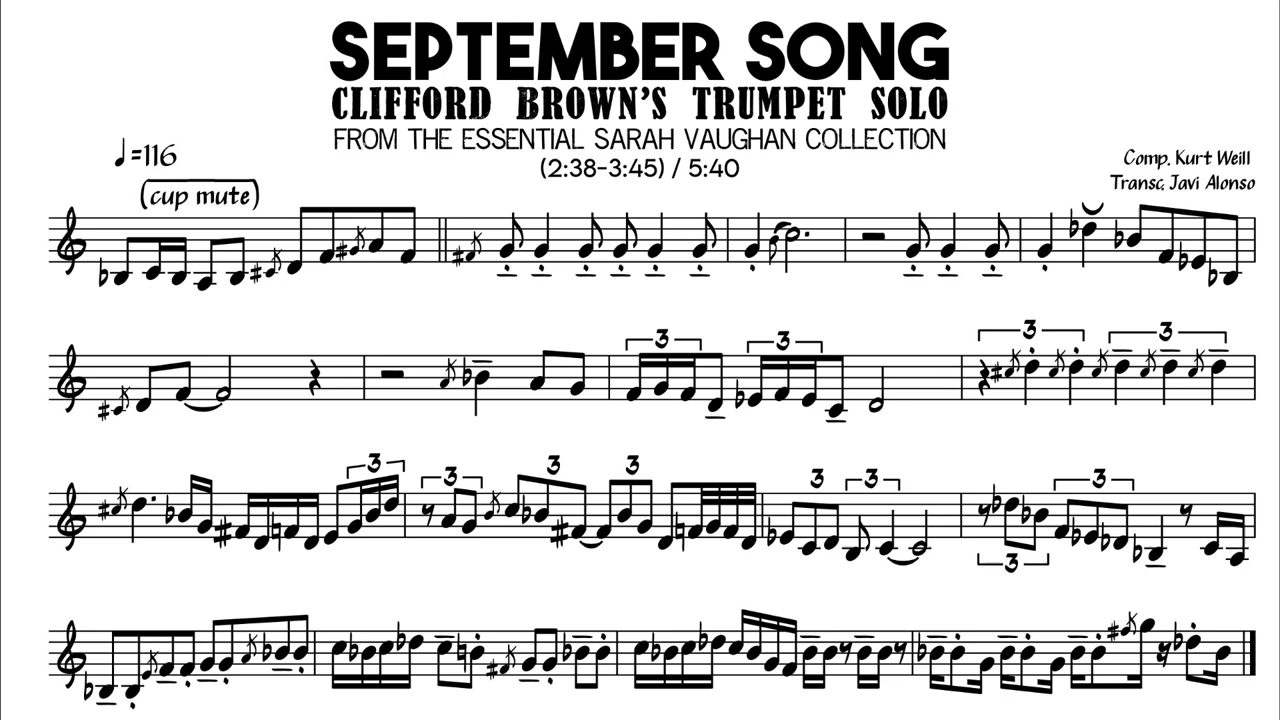 SEPTEMBER SONG
CLIFFORD BROWN'S TRUMPET SOLO
FROM THE ESSENTIAL SARAH VAUGHAN COLLECTION
(2:38-3:45) / 5:40
♩=116
Comp. Kurt Weill
Transc. Javi Alonso
(cup mute)
3 3 3 3
3 3 3 3 3 3 3 3